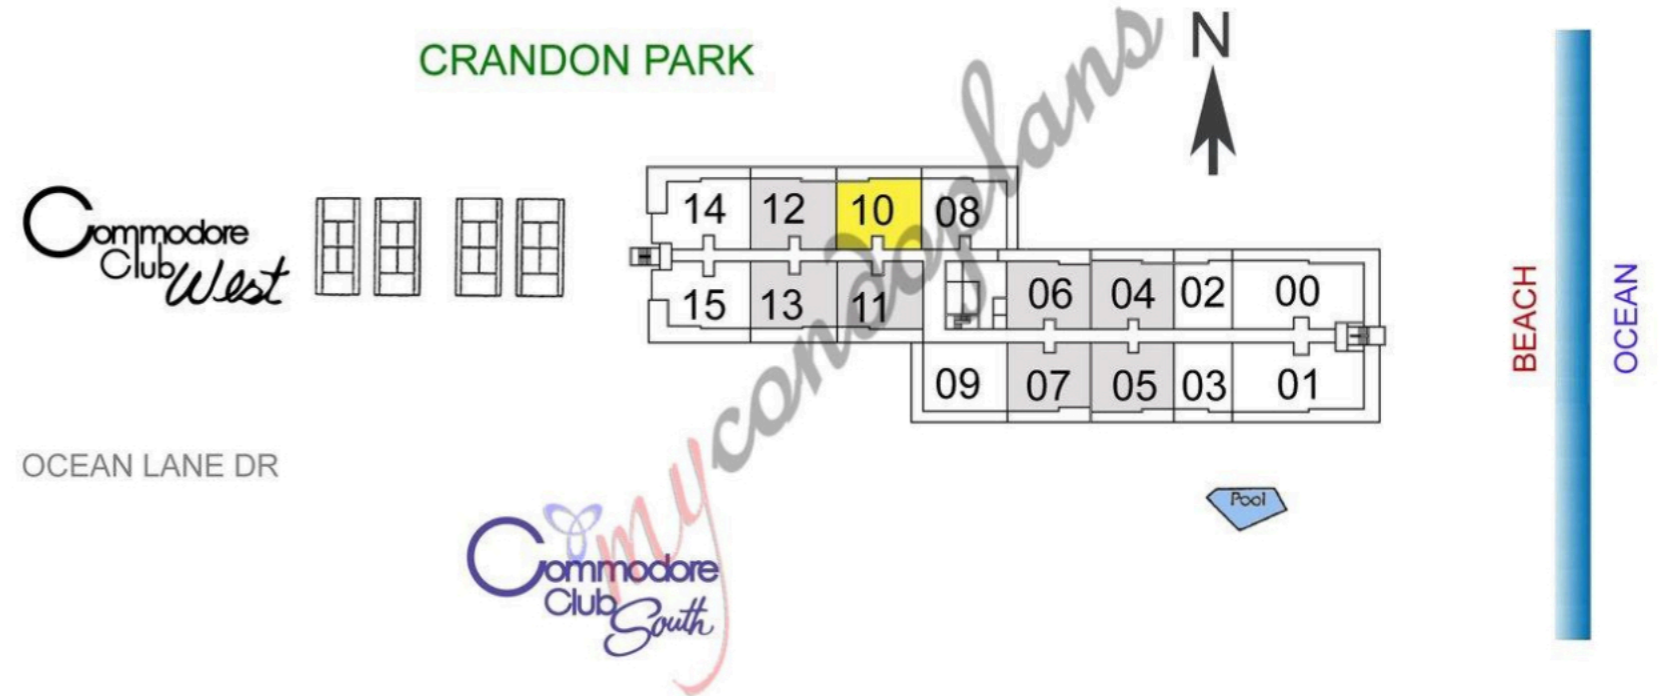 CRANDON PARK
N
Commodore
Club West
14 12 10 08
15 13 11
06 04 02 00
09 07 05 03 01
BEACH
OCEAN
OCEAN LANE DR
Pool
Commodore
Club South
mycondoplans